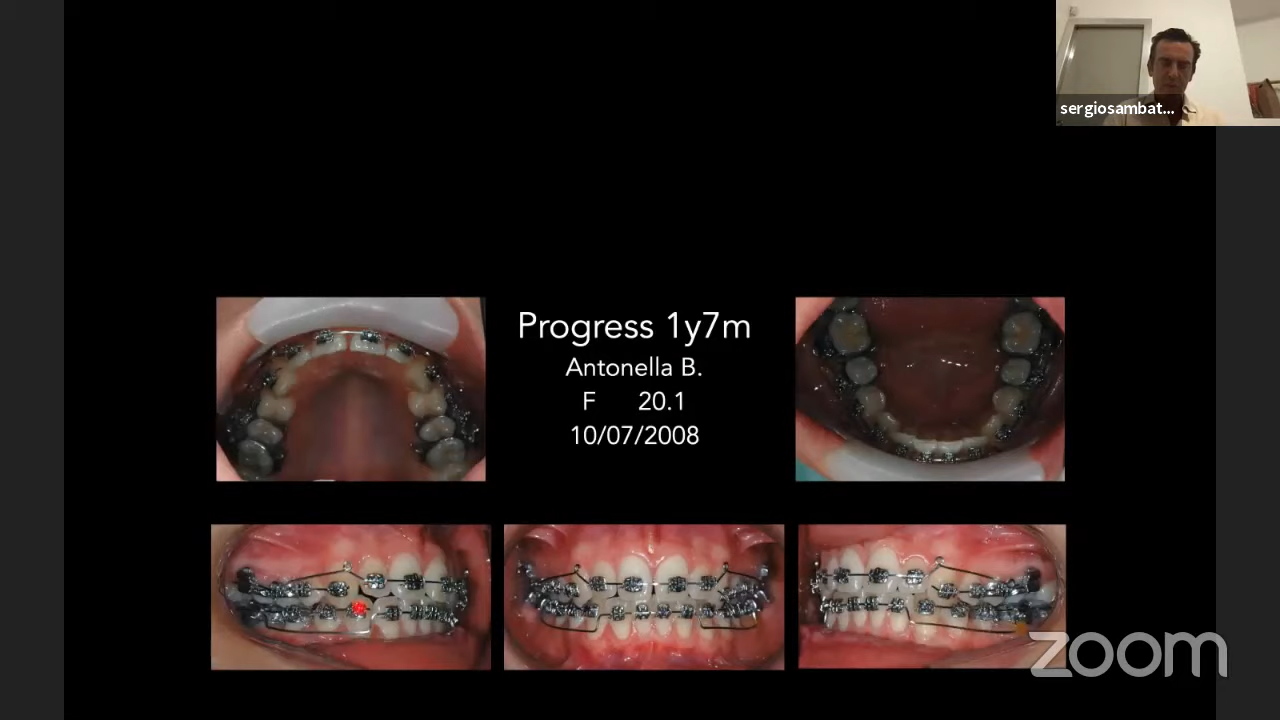 sergiosambat...
Progress 1y7m
Antonella B.
F 20.1
10/07/2008
zoom